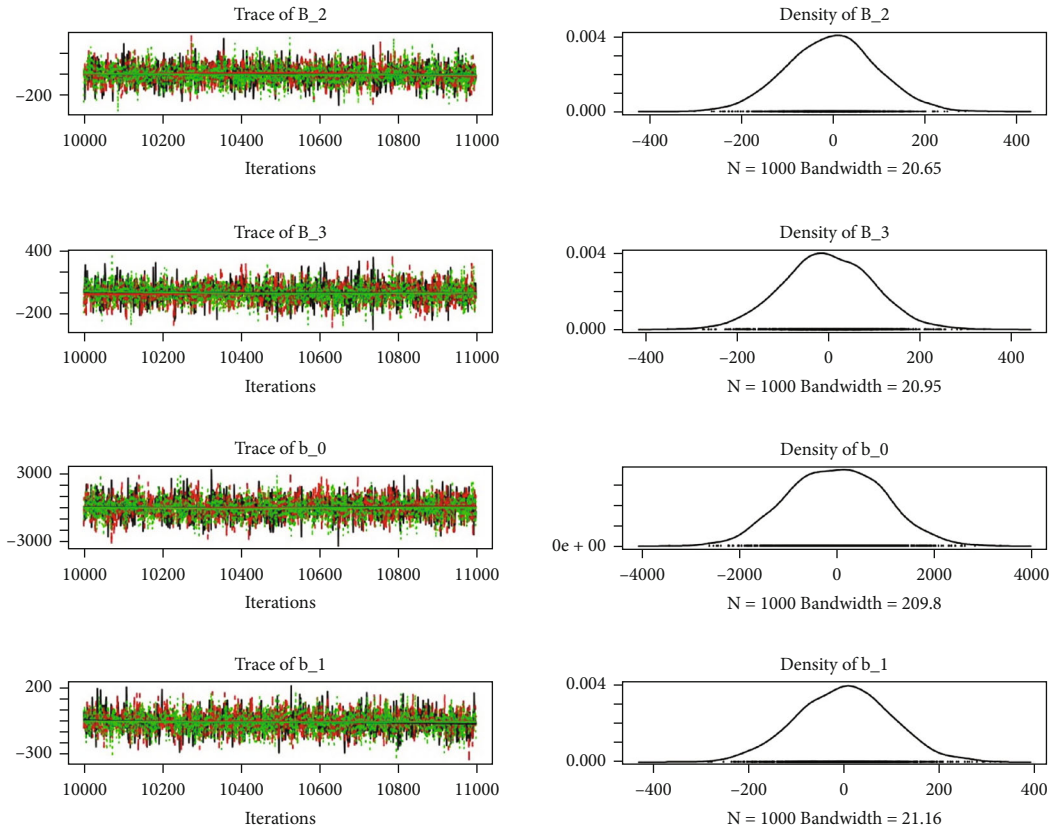 Trace of B_2
−200
10000 10200 10400 10600 10800 11000
Iterations
Density of B_2
0.004
0.000
−400 −200 0 200 400
N = 1000 Bandwidth = 20.65
Trace of B_3
400
−200
10000 10200 10400 10600 10800 11000
Iterations
Density of B_3
0.004
0.000
−400 −200 0 200 400
N = 1000 Bandwidth = 20.95
Trace of b_0
3000
−3000
10000 10200 10400 10600 10800 11000
Iterations
Density of b_0
0e + 00
−4000 −2000 0 2000 4000
N = 1000 Bandwidth = 209.8
Trace of b_1
200
−300
10000 10200 10400 10600 10800 11000
Iterations
Density of b_1
0.004
0.000
−400 −200 0 200 400
N = 1000 Bandwidth = 21.16